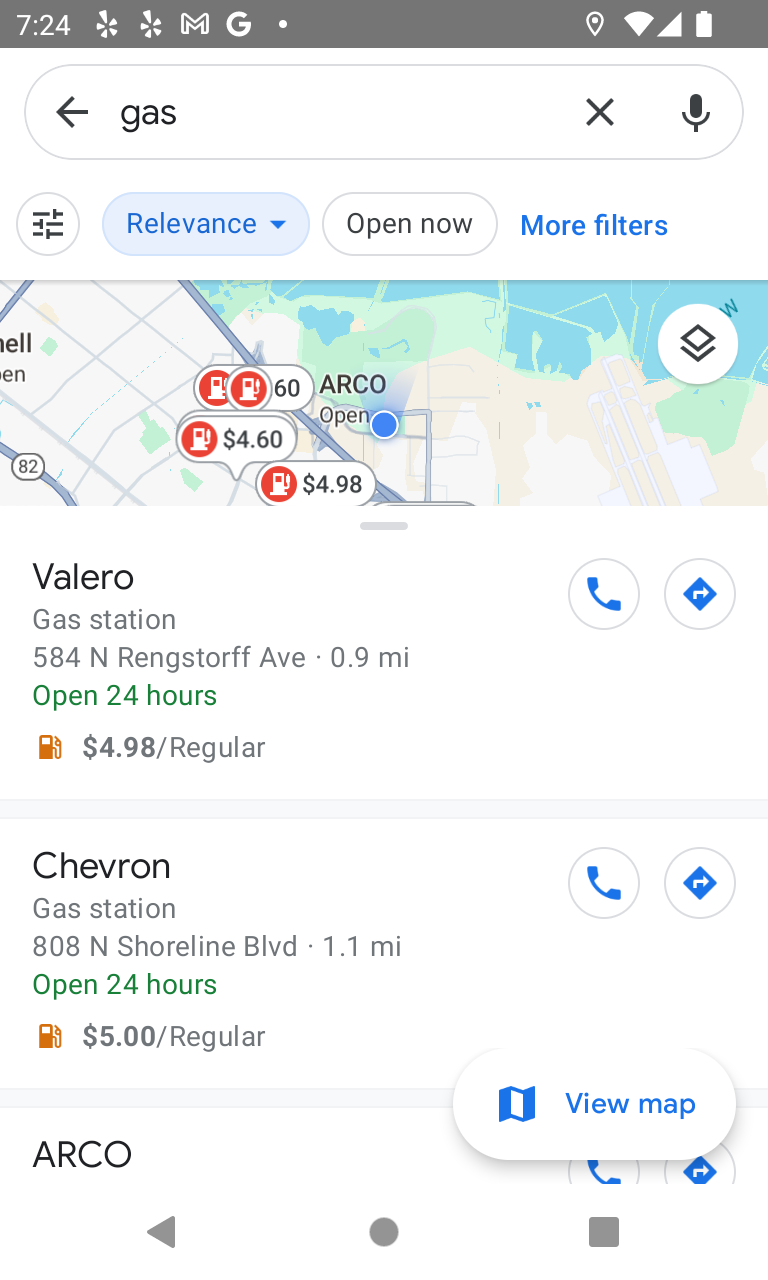 7:24
gas
Relevance
Open now
More filters
ell
en
60
ARCO
Open
$4.60
82
$4.98
W
Valero
Gas station
584 N Rengstorff Ave · 0.9 mi
Open 24 hours
$4.98/Regular
Chevron
Gas station
808 N Shoreline Blvd · 1.1 mi
Open 24 hours
$5.00/Regular
View map
ARCO